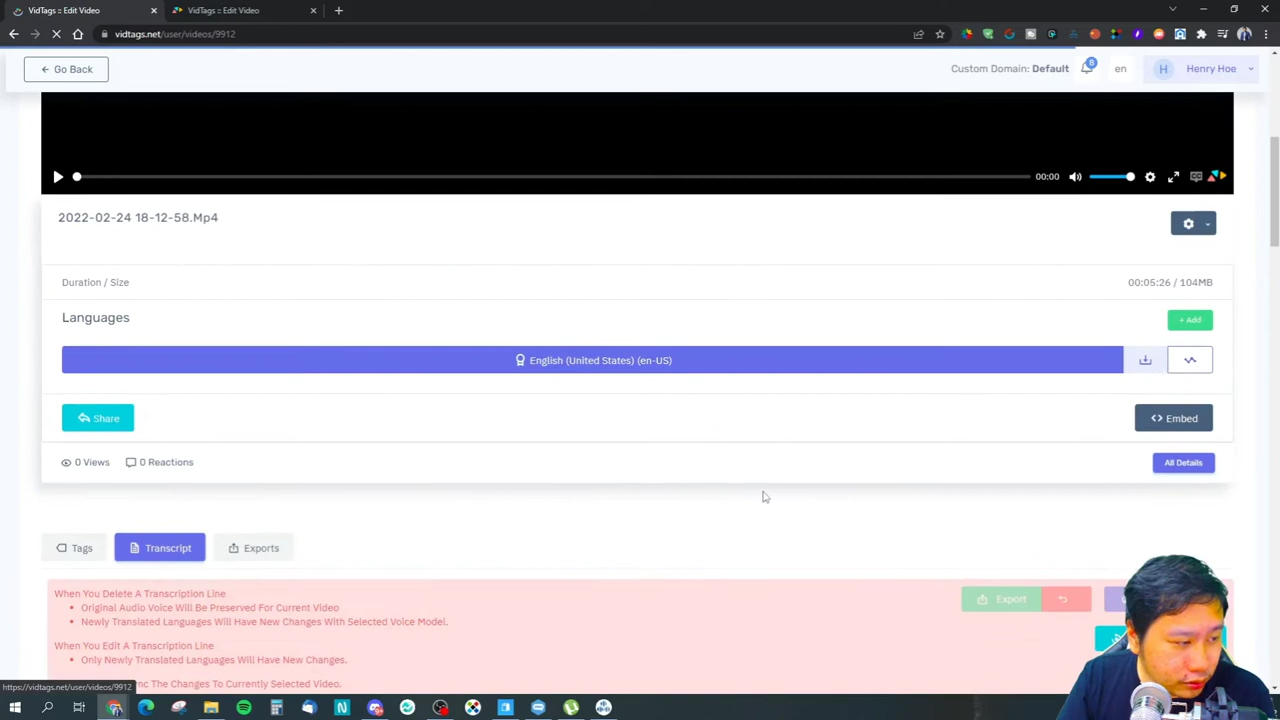 VidTags :: Edit Video
VidTags :: Edit Video
vidtags.net/user/videos/9912
Go Back
Custom Domain: Default
8
en
H
Henry Hoe
00:00
2022-02-24 18-12-58.Mp4
Duration / Size
00:05:26 / 104MB
Languages
+ Add
English (United States) (en-US)
Share
Embed
0 Views
0 Reactions
All Details
Tags
Transcript
Exports
When You Delete A Transcription Line
Export
Original Audio Voice Will Be Preserved For Current Video
Newly Translated Languages Will Have New Changes With Selected Voice Model.
When You Edit A Transcription Line
Only Newly Translated Languages Will Have New Changes.
nc The Changes To Currently Selected Video.
https://vidtags.net/user/videos/9912